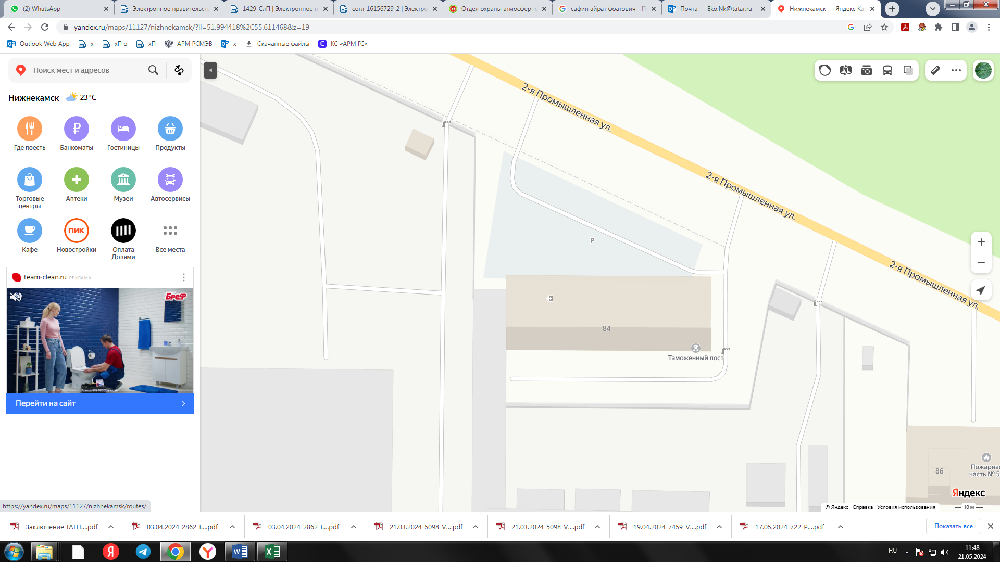 (2) WhatsApp
Электронное правительств
1429-СлП | Электронное п
согл-16156729-2 | Электро
Отдел охраны атмосферно
сафин айрат фоатович - П
Почта — Eko.Nk@tatar.ru
Нижнекамск — Яндекс Ка
yandex.ru/maps/11127/nizhnekamsk/?ll=51.994418%2C55.611468&z=19
Outlook Web App
х
хП о
хП
АРМ РСМЭВ
х
Скачанные файлы
КС «АРМ ГС»
Поиск мест и адресов
Нижнекамск 23°C
Где поесть
Банкоматы
Гостиницы
Продукты
Торговые
центры
Аптеки
Музеи
Автосервисы
ПИК
Кафе
Новостройки
Оплата
Долями
Все места
team-clean.ru РЕКЛАМА
Бреф
Перейти на сайт
2-я Промышленная ул.
2-я Промышленная ул.
2-я Промышленная ул.
P
84
Таможенный пост
86
Пожарна
часть № 5
Яндекс
© Яндекс Справка Условия использования 10 м
https://yandex.ru/maps/11127/nizhnekamsk/routes/
Заключение ТАТН....pdf
03.04.2024_2862_I....pdf
03.04.2024_2862_I....pdf
21.03.2024_5098-V....pdf
21.03.2024_5098-V....pdf
19.04.2024_7459-V....pdf
17.05.2024_722-P....pdf
Показать все
RU
11:48
21.05.2024